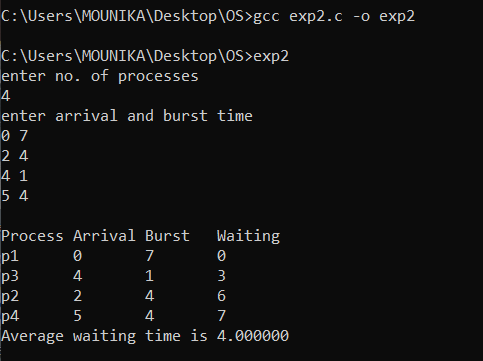 C:\Users\MOUNIKA\Desktop\OS>gcc exp2.c -o exp2
C:\Users\MOUNIKA\Desktop\OS>exp2
enter no. of processes
4
enter arrival and burst time
0 7
2 4
4 1
5 4
Process Arrival Burst   Waiting
p1      0       7       0
p3      4       1       3
p2      2       4       6
p4      5       4       7
Average waiting time is 4.000000